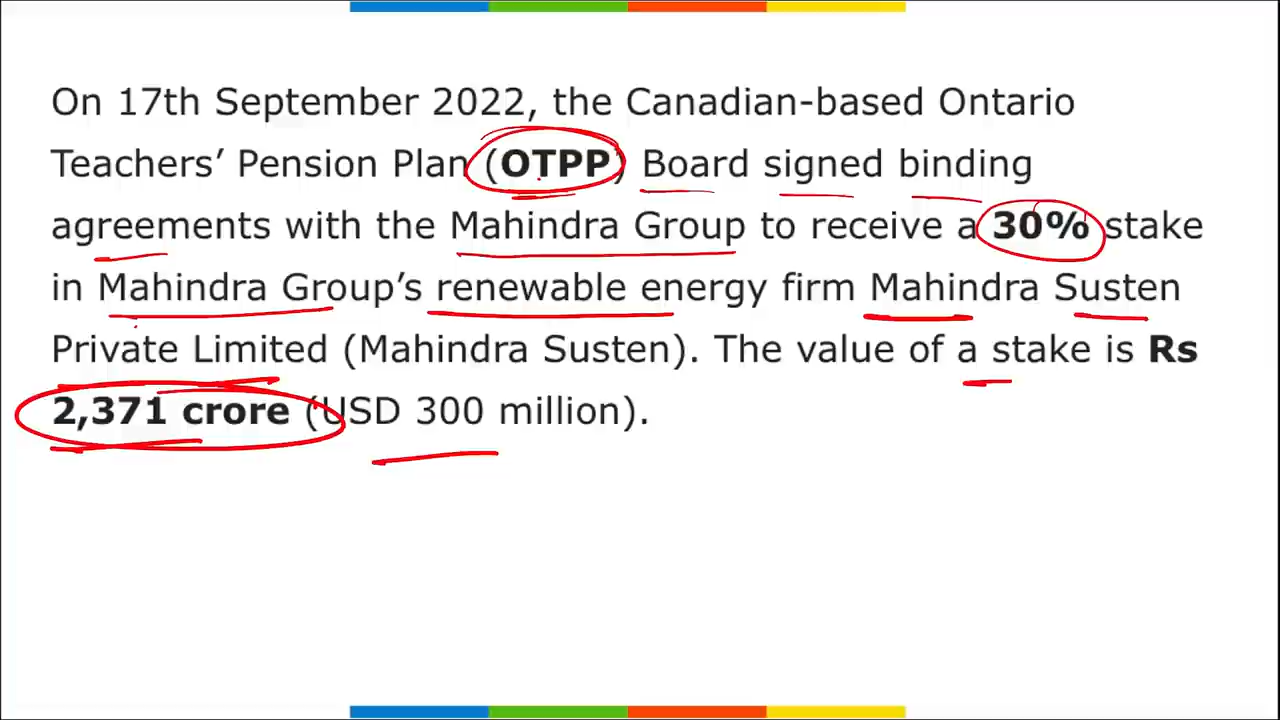 On 17th September 2022, the Canadian-based Ontario
Teachers’ Pension Plan (OTPP) Board signed binding
agreements with the Mahindra Group to receive a 30% stake
in Mahindra Group’s renewable energy firm Mahindra Susten
Private Limited (Mahindra Susten). The value of a stake is Rs
2,371 crore (USD 300 million).